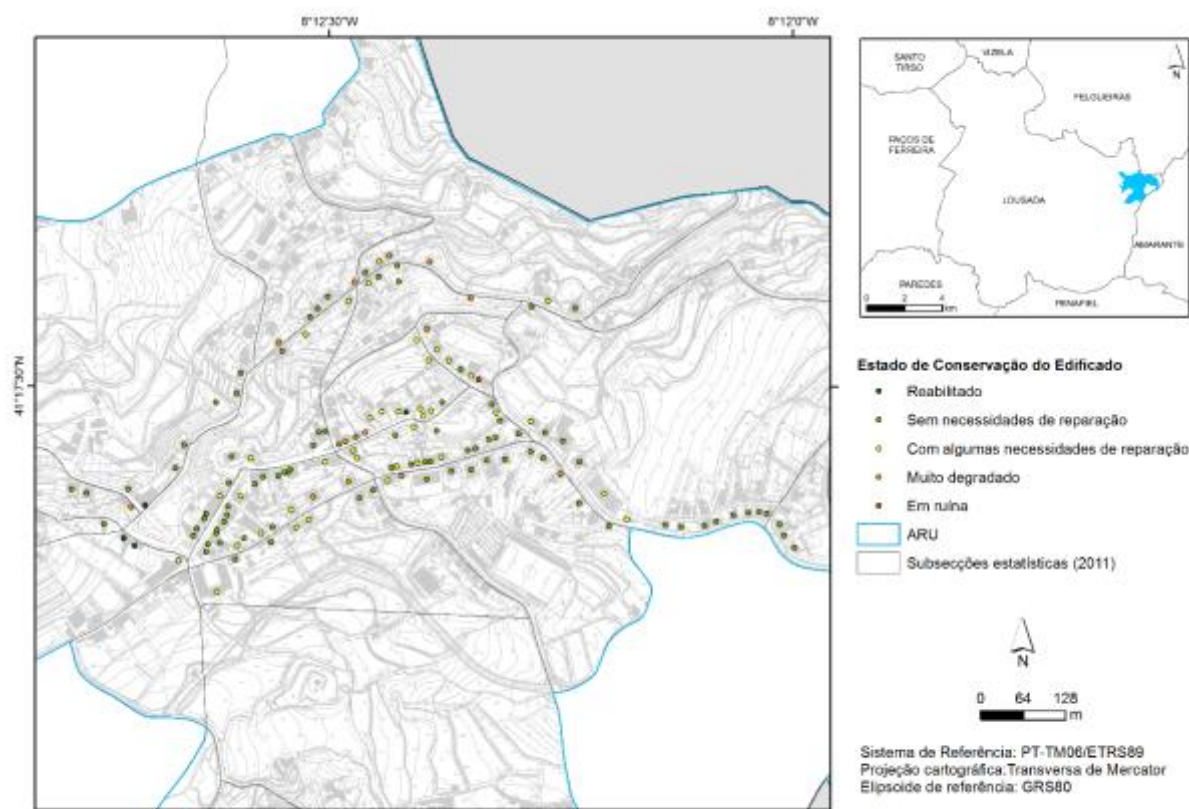 8°12'30"W
8°12'0"W
41°17'30"N
SANTO
TIRSO
VIZELA
N
FELGUEIRAS
PAÇOS DE
FERREIRA
LOUSADA
AMARANTE
PAREDES
PENAFIEL
0 2 4
km
Estado de Conservação do Edificado
Reabilitado
Sem necessidades de reparação
Com algumas necessidades de reparação
Muito degradado
Em ruína
ARU
Subsecções estatísticas (2011)
N
0 64 128
m
Sistema de Referência: PT-TM06/ETRS89
Projeção cartográfica:Transversa de Mercator
Elipsoide de referência: GRS80